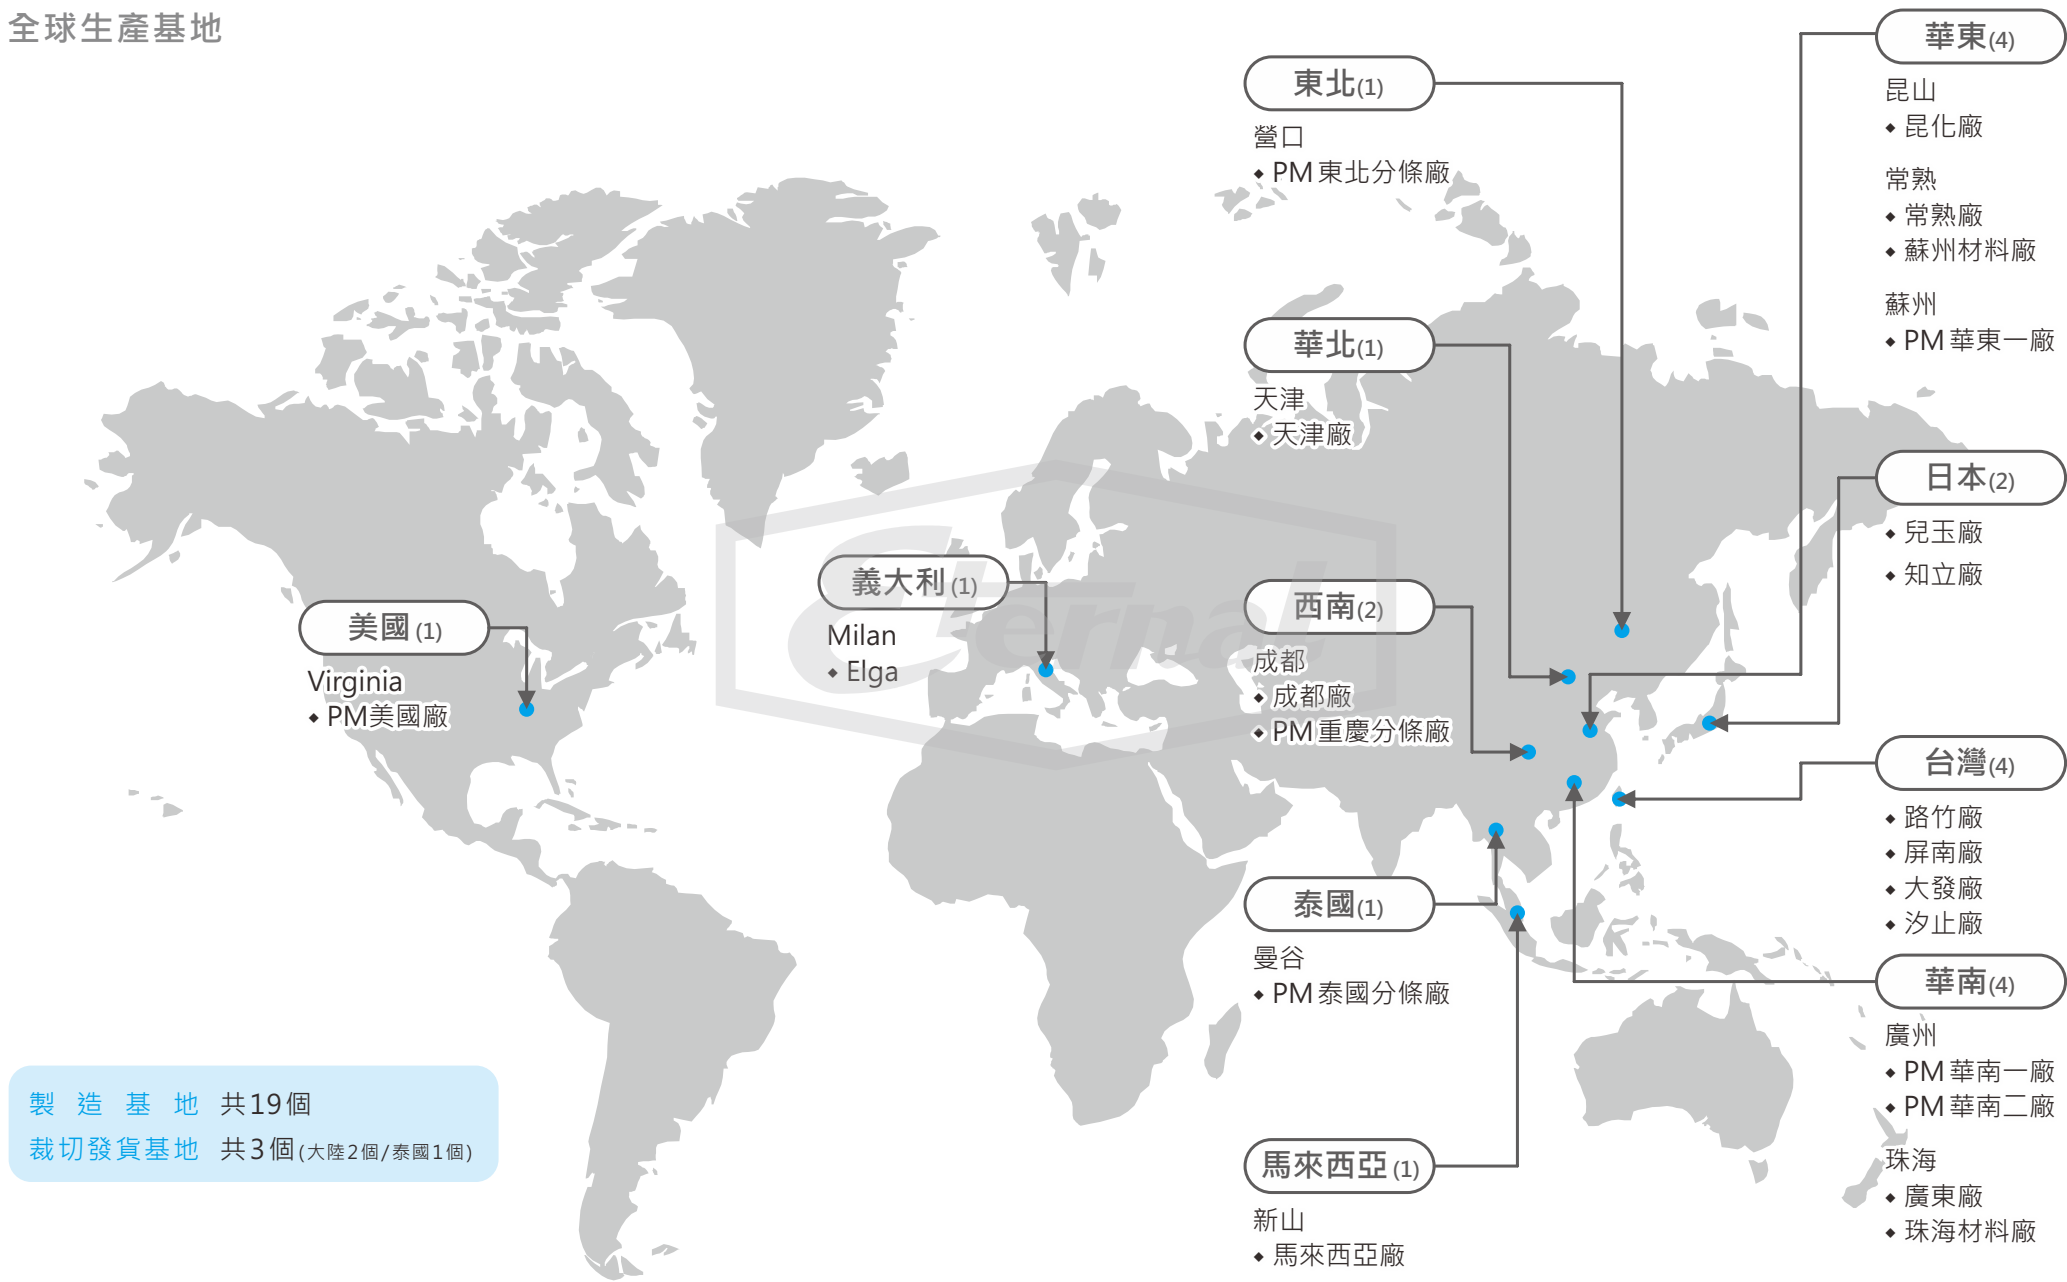 全球生產基地
東北(1)
營口
◆ PM東北分條廠
華北(1)
天津
◆ 天津廠
西南(2)
成都
◆ 成都廠
◆ PM重慶分條廠
泰國(1)
曼谷
◆ PM泰國分條廠
馬來西亞(1)
新山
◆ 馬來西亞廠
華東(4)
昆山
◆ 昆化廠
常熟
◆ 常熟廠
◆ 蘇州材料廠
蘇州
◆ PM華東一廠
日本(2)
◆ 兒玉廠
◆ 知立廠
台灣(4)
◆ 路竹廠
◆ 屏南廠
◆ 大發廠
◆ 汐止廠
華南(4)
廣州
◆ PM華南一廠
◆ PM華南二廠
珠海
◆ 廣東廠
◆ 珠海材料廠
義大利(1)
Milan
◆ Elga
美國(1)
Virginia
◆ PM美國廠
eternal
製造基地 共19個
裁切發貨基地 共3個(大陸2個/泰國1個)